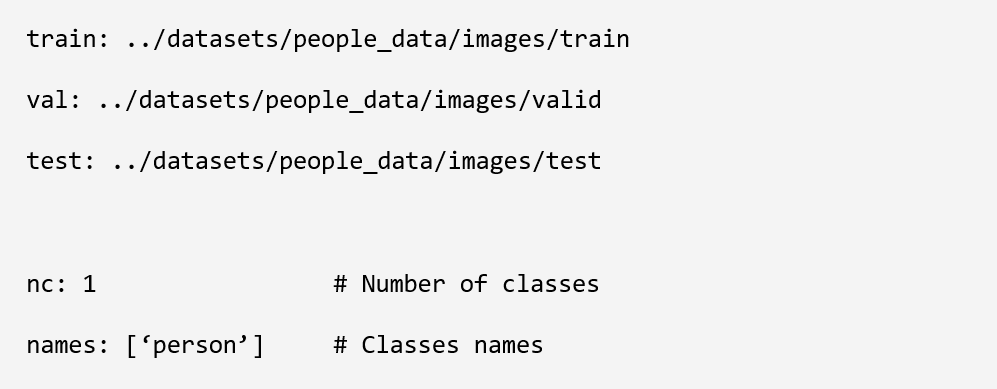 train: ../datasets/people_data/images/train
val: ../datasets/people_data/images/valid
test: ../datasets/people_data/images/test
nc: 1 # Number of classes
names: [‘person’] # Classes names